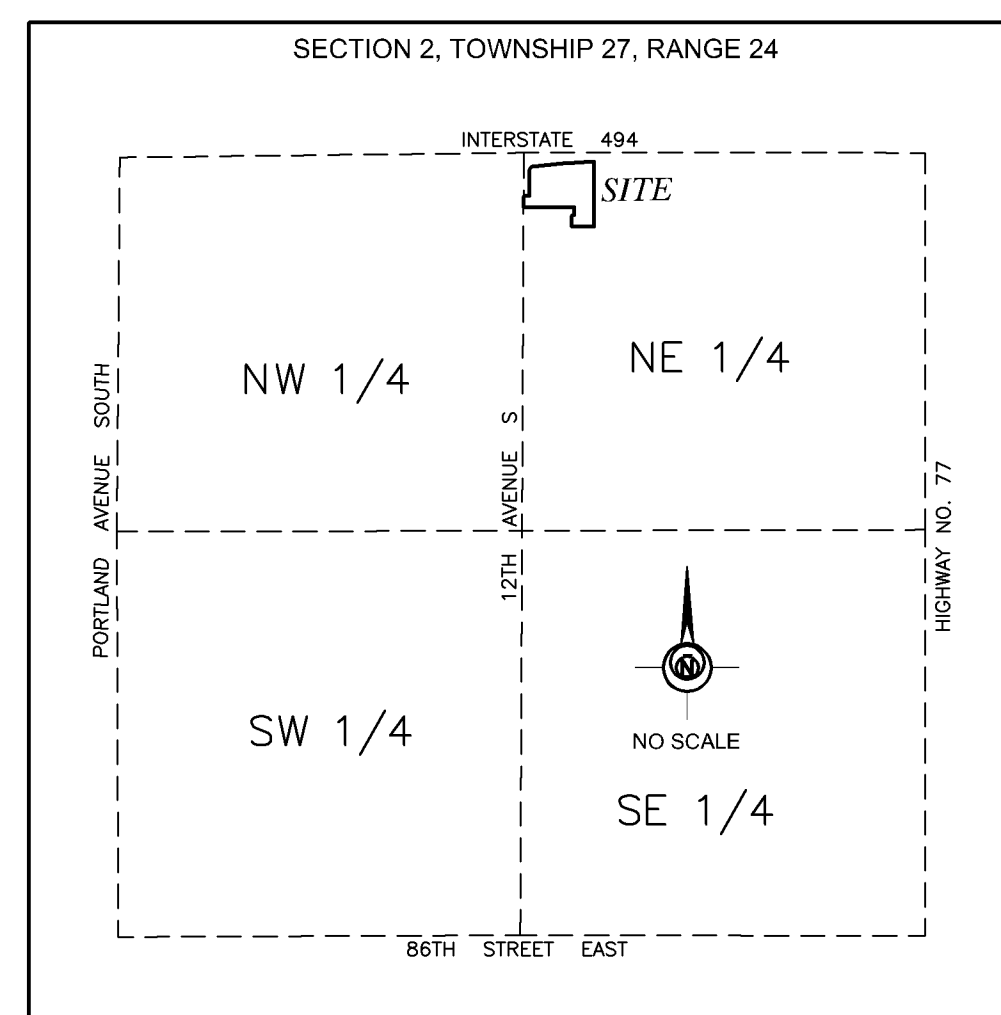 SECTION 2, TOWNSHIP 27, RANGE 24
INTERSTATE 494
SITE
NW 1/4
NE 1/4
PORTLAND AVENUE SOUTH
12TH AVENUE S
HIGHWAY NO. 77
N
NO SCALE
SW 1/4
SE 1/4
86TH STREET EAST